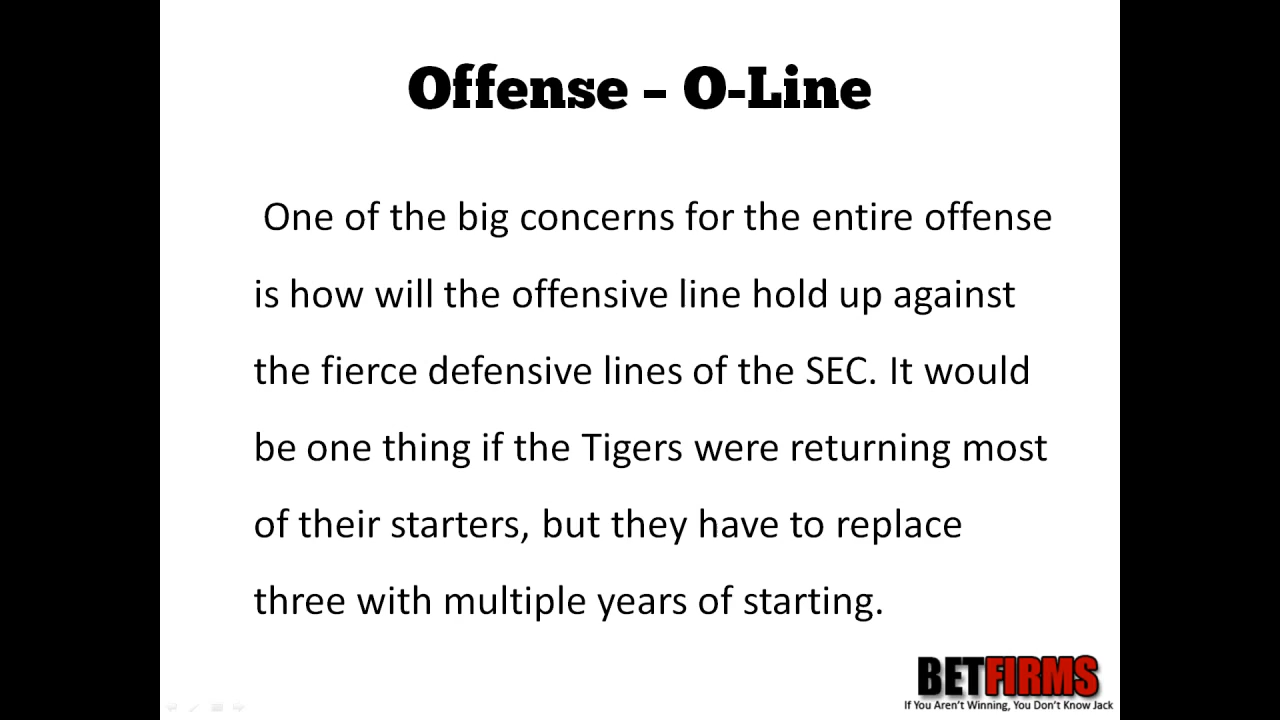 Offense – O-Line
One of the big concerns for the entire offense
is how will the offensive line hold up against
the fierce defensive lines of the SEC. It would
be one thing if the Tigers were returning most
of their starters, but they have to replace
three with multiple years of starting.
BETFIRMS
If You Aren't Winning, You Don't Know Jack